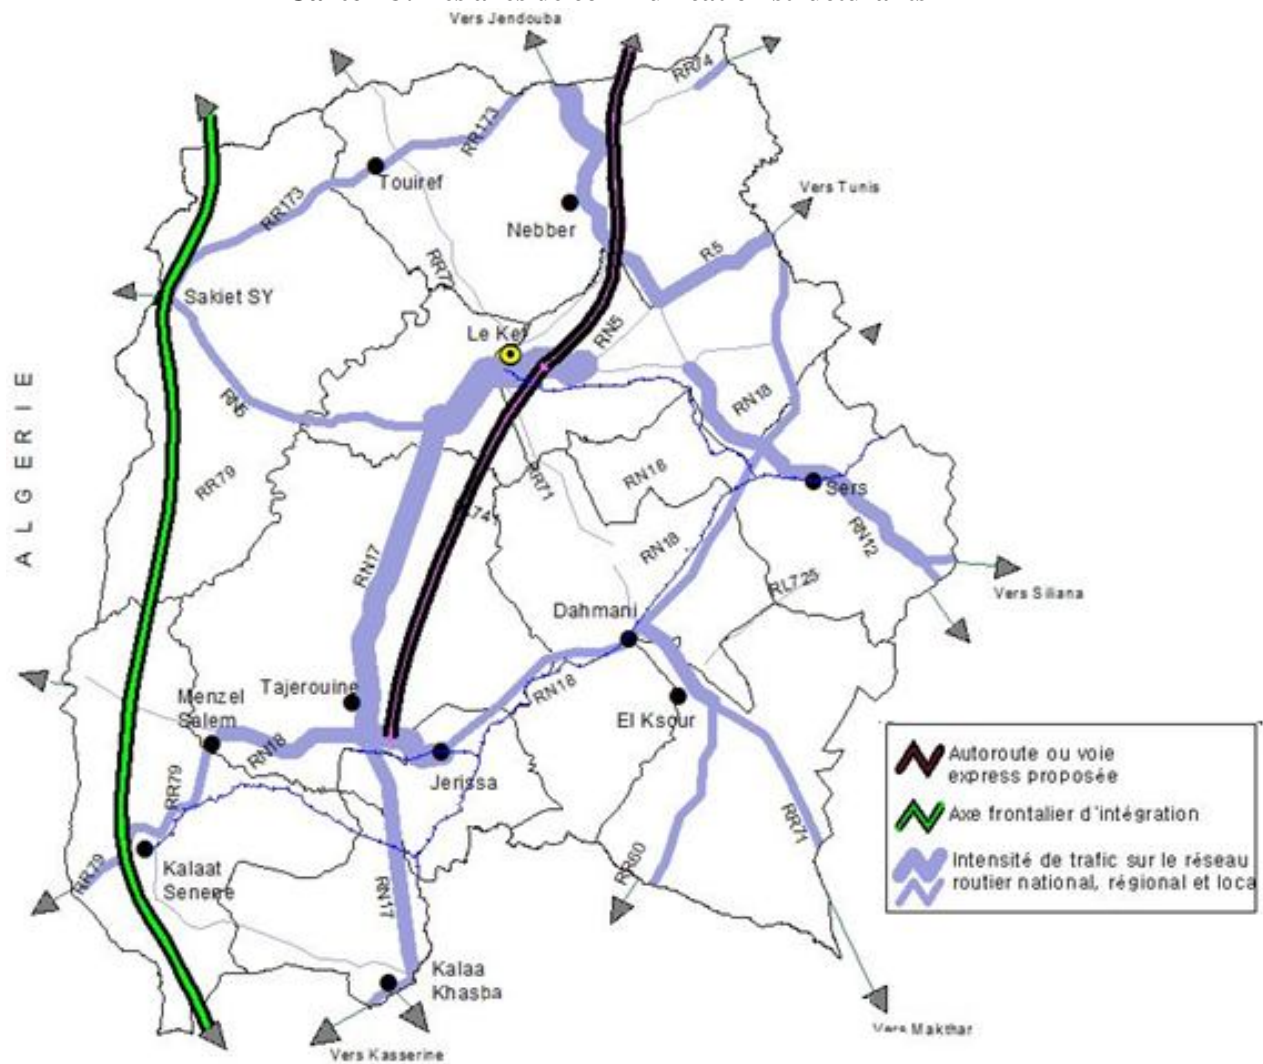 Vers Jendouba
RR74
RR173
Touiref
Vers Tunis
RR173
Nebber
R5
Sakiet SY
Le Kef
RN5
RN5
RN18
ALGERIE
RR79
RR71
RN18
Sers
RN17
RN18
RN12
RL725
Vers Siliana
Dahmani
Menzel
Salem
Tajerouine
RN18
El Ksour
RN18
Jerissa
RR79
RR71
Kalaat
Senene
RR79
RR60
RN17
Kalaa
Khasba
Vers Kasserine
Vers Makthar
Autoroute ou voie
express proposée
Axe frontalier d'intégration
Intensité de trafic sur le réseau
routier national, régional et loca